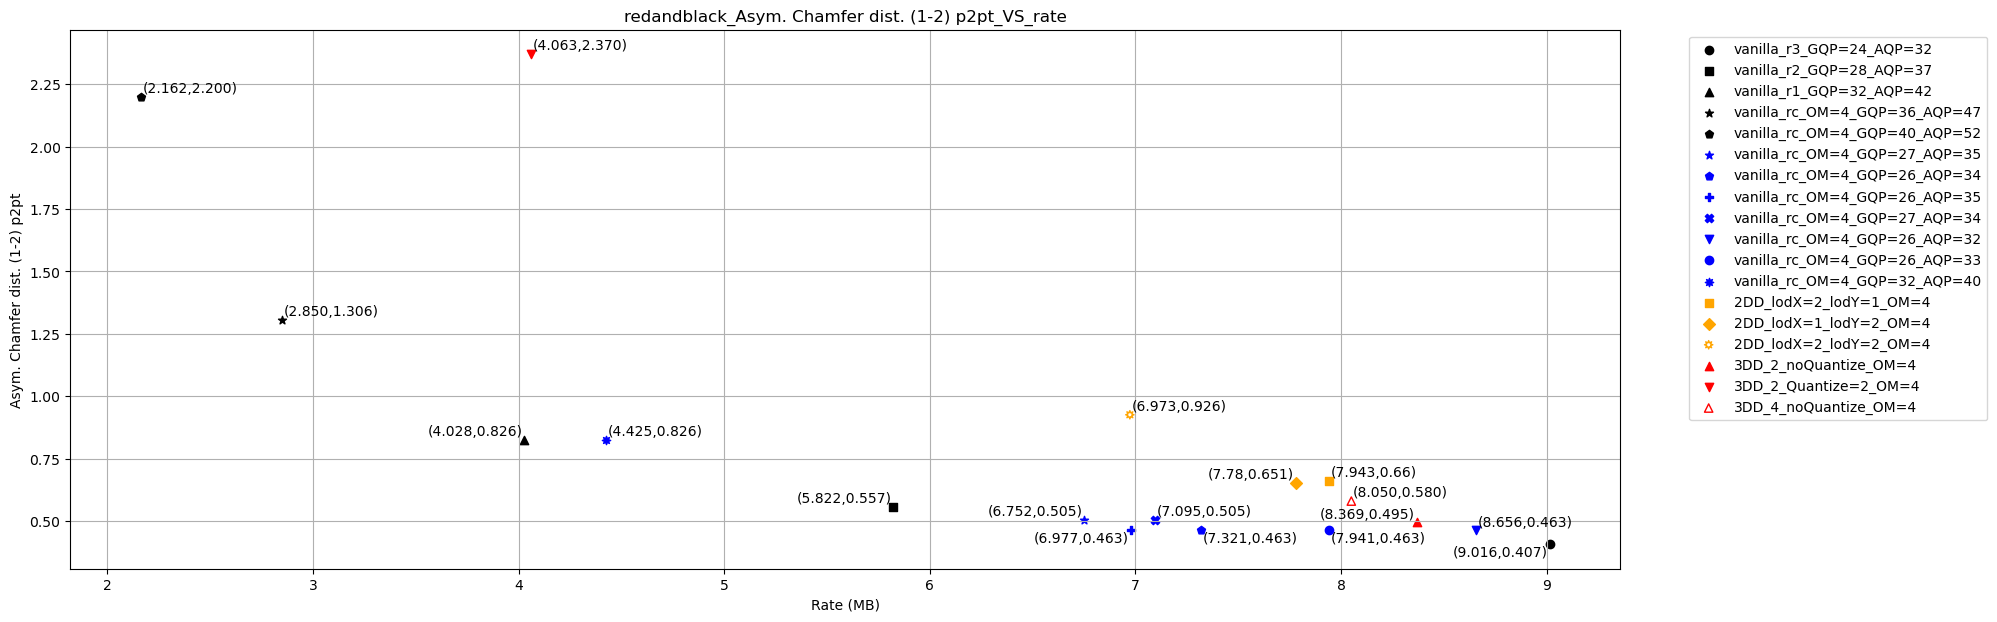 redandblack_Asym. Chamfer dist. (1-2) p2pt_VS_rate
Asym. Chamfer dist. (1-2) p2pt
2.25
2.00
1.75
1.50
1.25
1.00
0.75
0.50
(4.063,2.370)
(2.162,2.200)
(2.850,1.306)
(6.973,0.926)
(4.028,0.826)
(4.425,0.826)
(7.78,0.651)
(7.943,0.66)
(8.050,0.580)
(5.822,0.557)
(6.752,0.505)
(7.095,0.505)
(8.369,0.495)
(8.656,0.463)
(6.977,0.463)
(7.321,0.463)
(7.941,0.463)
(9.016,0.407)
2
3
4
5
6
7
8
9
Rate (MB)
vanilla_r3_GQP=24_AQP=32
vanilla_r2_GQP=28_AQP=37
vanilla_r1_GQP=32_AQP=42
vanilla_rc_OM=4_GQP=36_AQP=47
vanilla_rc_OM=4_GQP=40_AQP=52
vanilla_rc_OM=4_GQP=27_AQP=35
vanilla_rc_OM=4_GQP=26_AQP=34
vanilla_rc_OM=4_GQP=26_AQP=35
vanilla_rc_OM=4_GQP=27_AQP=34
vanilla_rc_OM=4_GQP=26_AQP=32
vanilla_rc_OM=4_GQP=26_AQP=33
vanilla_rc_OM=4_GQP=32_AQP=40
2DD_lodX=2_lodY=1_OM=4
2DD_lodX=1_lodY=2_OM=4
2DD_lodX=2_lodY=2_OM=4
3DD_2_noQuantize_OM=4
3DD_2_Quantize=2_OM=4
3DD_4_noQuantize_OM=4